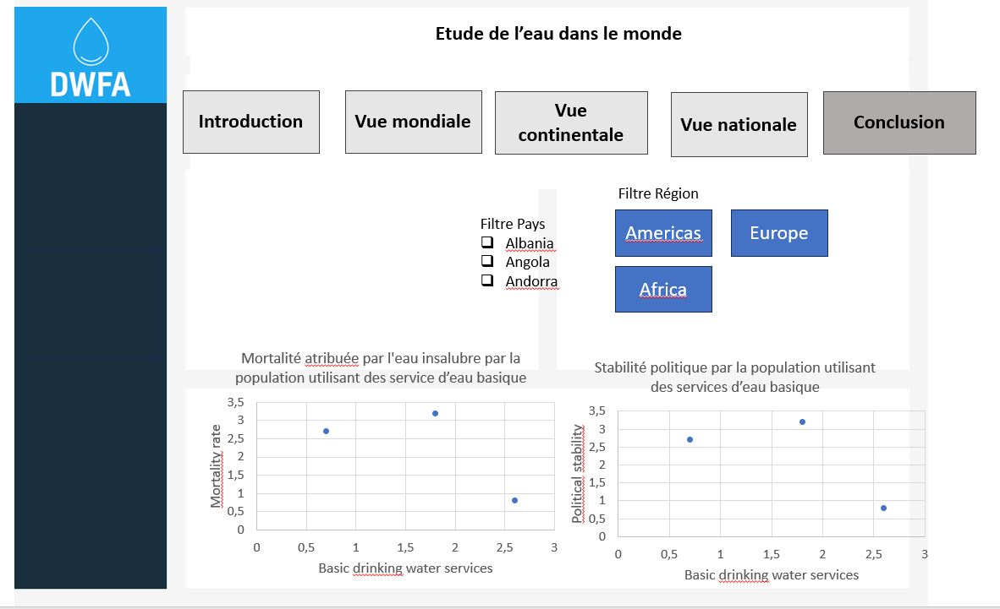 DWFA
Etude de l’eau dans le monde
Introduction
Vue mondiale
Vue
continentale
Vue nationale
Conclusion
Filtre Pays
Albania
Angola
Andorra
Filtre Région
Americas
Europe
Africa
Mortalité atribuée par l'eau insalubre par la
population utilisant des service d’eau basique
3,5
3
2,5
2
1,5
1
0,5
0
Mortality rate
0 0,5 1 1,5 2 2,5 3
Basic drinking water services
Stabilité politique par la population utilisant
des services d’eau basique
3,5
3
2,5
2
1,5
1
0,5
0
Political stability
0 0,5 1 1,5 2 2,5 3
Basic drinking water services